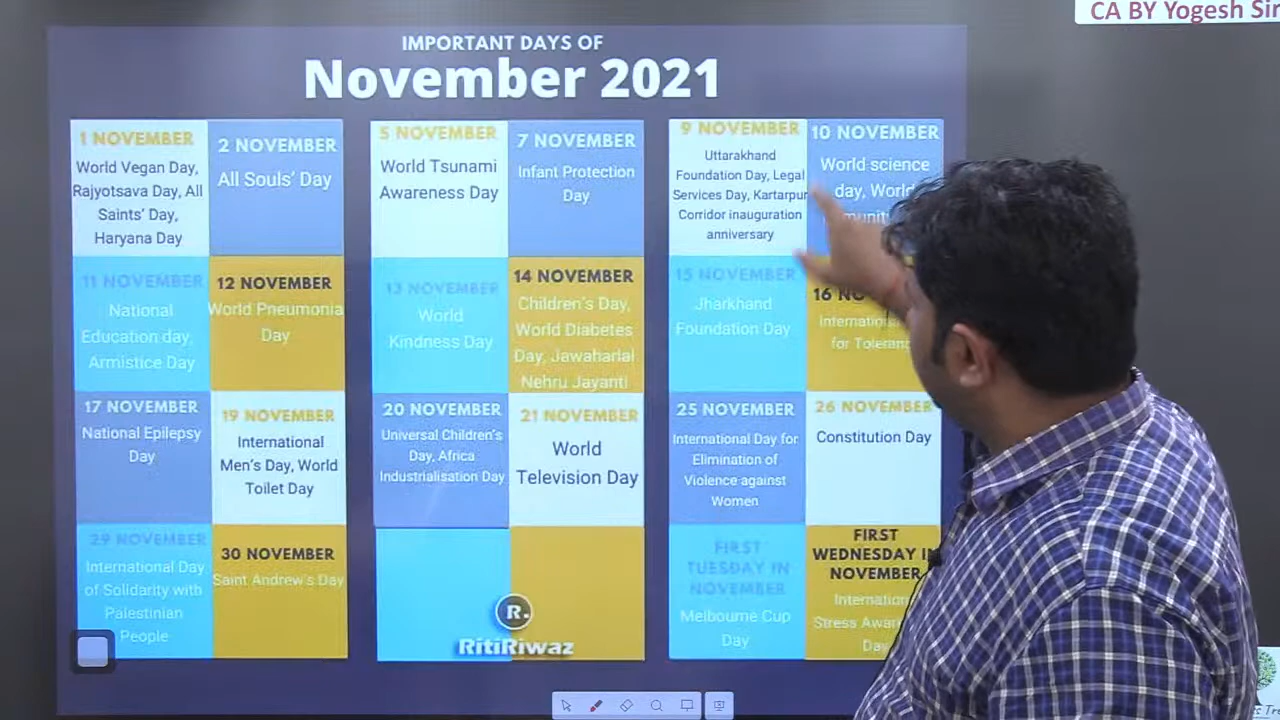 CA BY Yogesh Sir
IMPORTANT DAYS OF
November 2021
1 NOVEMBER
World Vegan Day,
Rajyotsava Day, All
Saints' Day,
Haryana Day
2 NOVEMBER
All Souls' Day
5 NOVEMBER
World Tsunami
Awareness Day
7 NOVEMBER
Infant Protection
Day
9 NOVEMBER
Uttarakhand
Foundation Day, Legal
Services Day, Kartarpur
Corridor inauguration
anniversary
10 NOVEMBER
World science
day, World
11 NOVEMBER
National
Education day,
Armistice Day
12 NOVEMBER
World Pneumonia
Day
13 NOVEMBER
World
Kindness Day
14 NOVEMBER
Children's Day,
World Diabetes
Day, Jawaharlal
Nehru Jayanti
15 NOVEMBER
Jharkhand
Foundation Day
16 NO
Internation
for Toleranc
17 NOVEMBER
National Epilepsy
Day
19 NOVEMBER
International
Men's Day, World
Toilet Day
20 NOVEMBER
Universal Children's
Day, Africa
Industrialisation Day
21 NOVEMBER
World
Television Day
25 NOVEMBER
International Day for
Elimination of
Violence against
Women
26 NOVEMBER
Constitution Day
29 NOVEMBER
International Day
of Solidarity with
Palestinian
People
30 NOVEMBER
Saint Andrew's Day
R.
RitiRiwaz
FIRST
TUESDAY IN
NOVEMBER
Melbourne Cup
Day
FIRST
WEDNESDAY IN
NOVEMBER
Internation
Stress Awar
Day